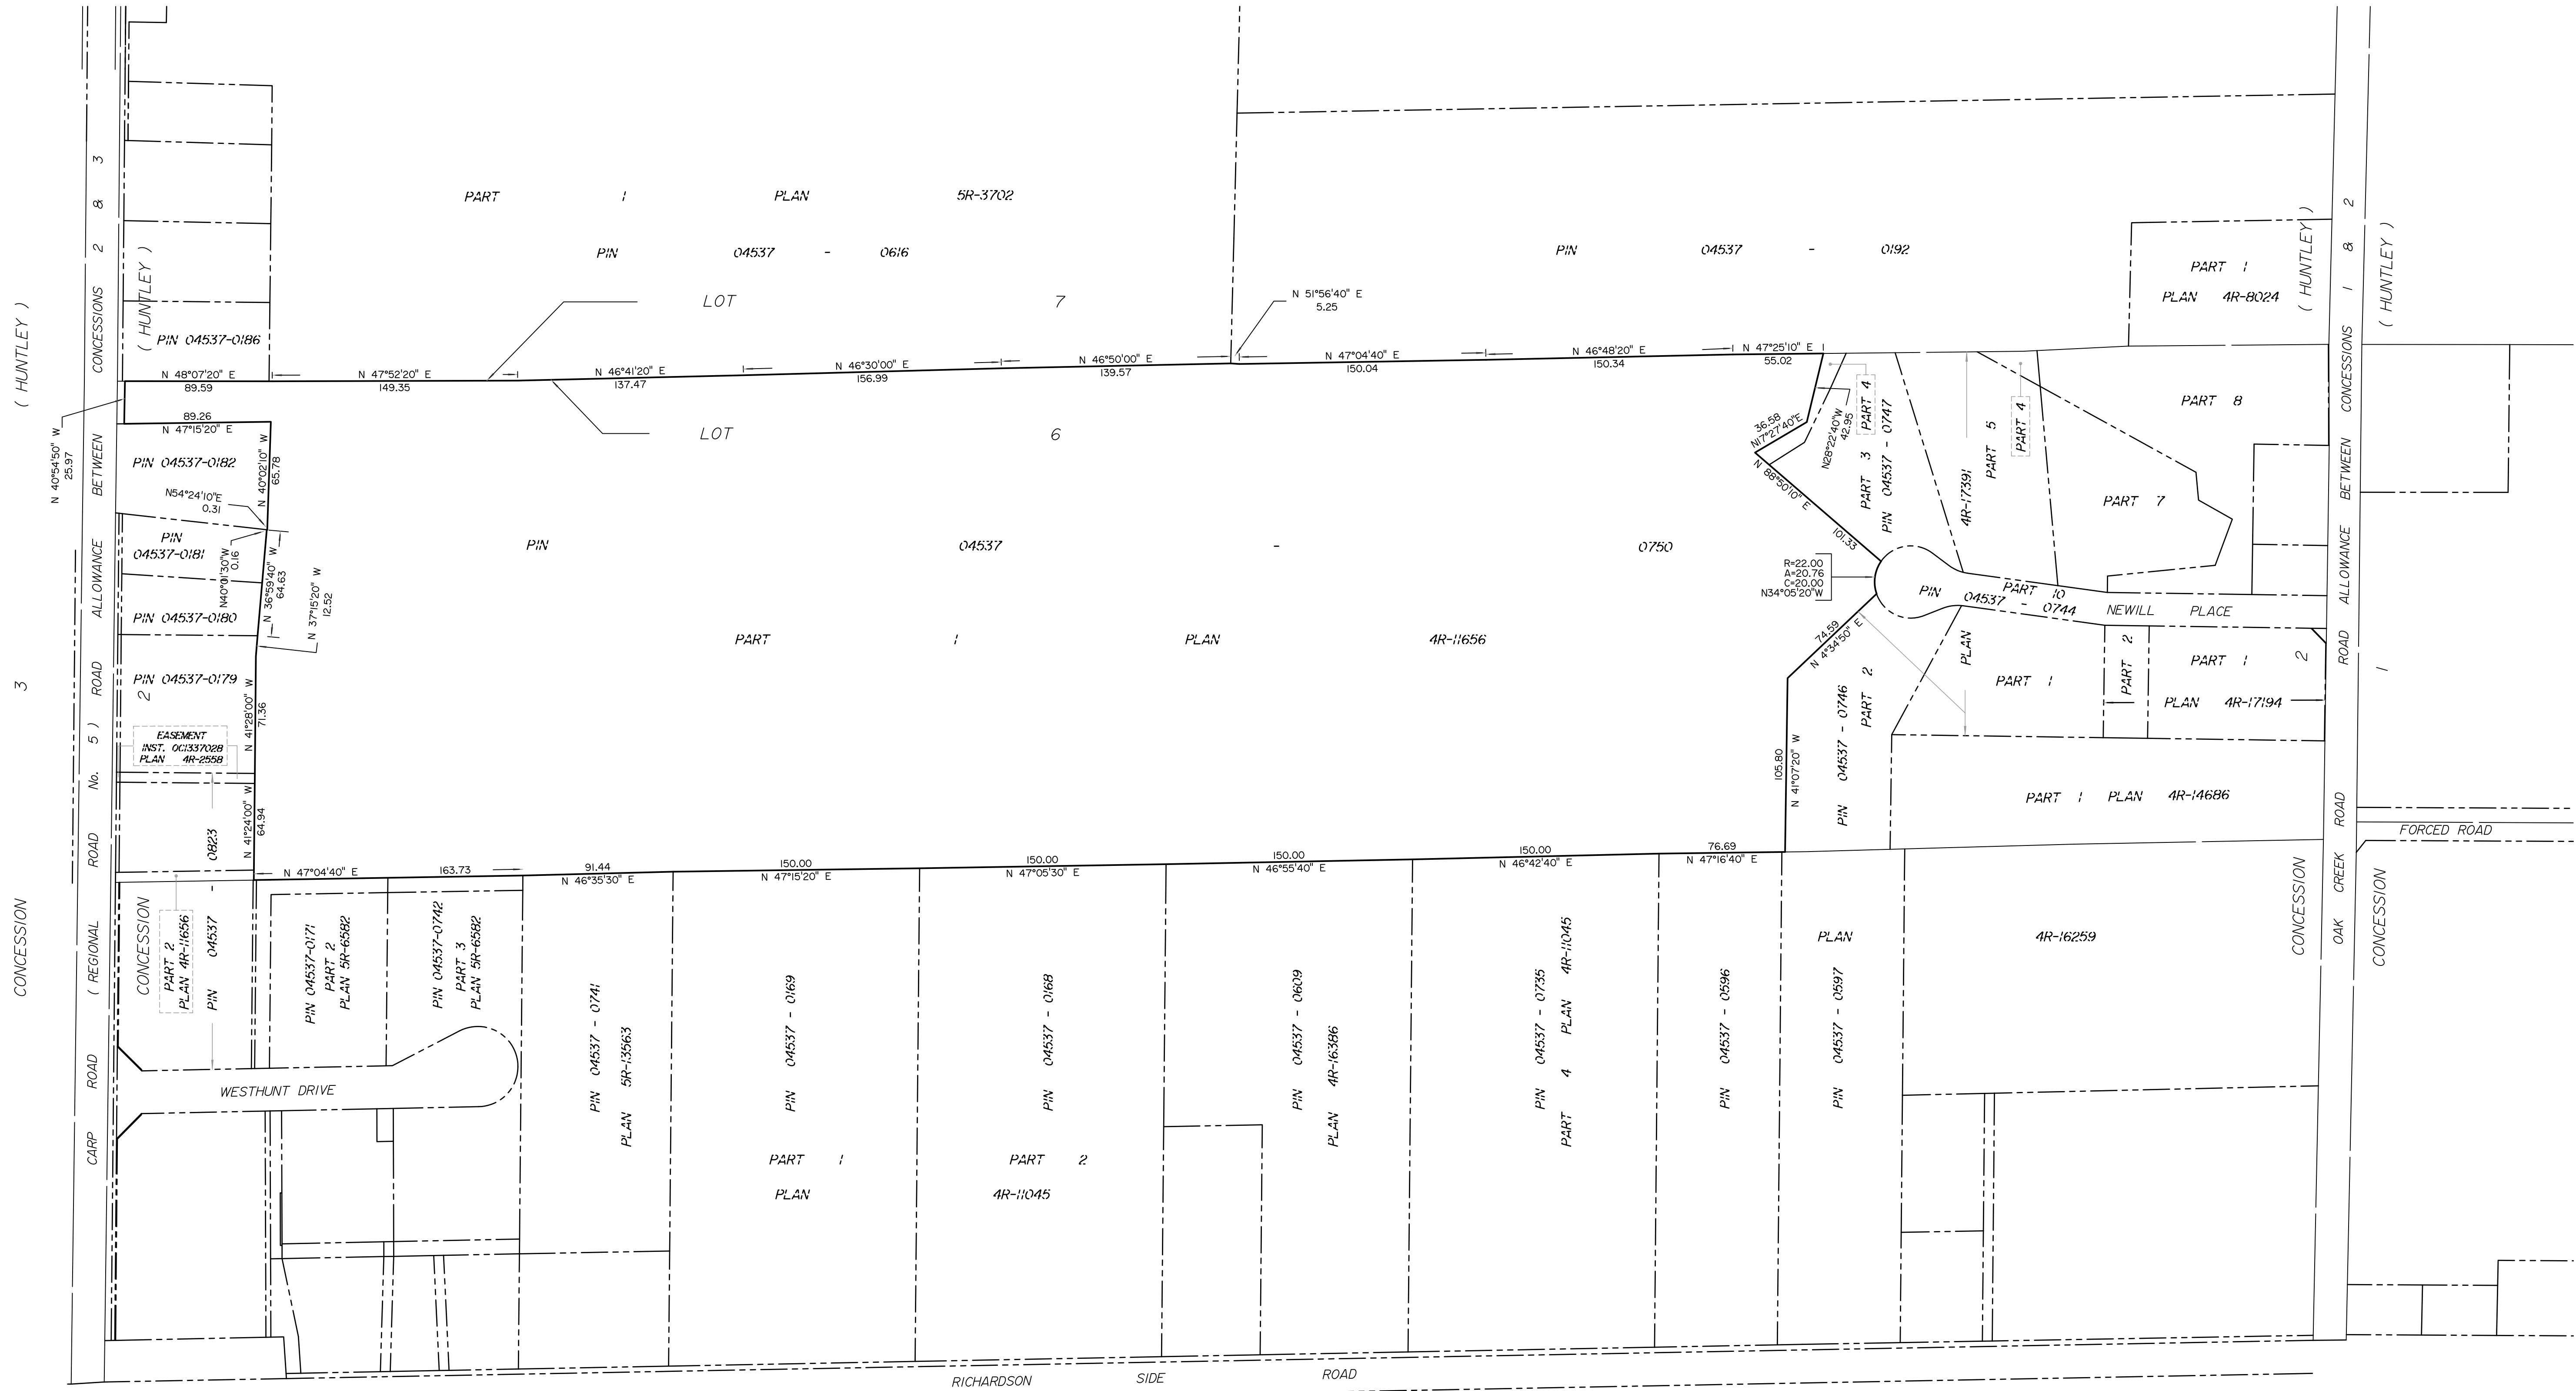 PART 1 PLAN 5R-3702
PIN 04537 - 0616
PIN 04537 - 0192
LOT 7
LOT 6
N 51°56'40" E
5.25
PART 1
PLAN 4R-8024
( HUNTLEY )
( HUNTLEY )
( HUNTLEY )
( HUNTLEY )
PIN 04537-0186
N 48°07'20" E
89.59
N 47°52'20" E
149.35
N 46°41'20" E
137.47
N 46°30'00" E
156.99
N 46°50'00" E
139.57
N 47°04'40" E
150.04
N 46°48'20" E
150.34
N 47°25'10" E
55.02
N 40°54'50" W
25.97
89.26
N 47°15'20" E
PIN 04537-0182
N 40°02'10" W
65.78
N54°24'10"E
0.31
N40°01'30"W
0.16
PIN
04537-0181
N 36°59'40" W
64.63
N 37°15'20" W
12.52
PIN 04537-0180
PIN 04537-0179
N 41°28'00" W
71.36
EASEMENT
INST. OC1337028
PLAN 4R-2558
N 41°24'00" W
64.94
PIN 04537 - 0750
PART 1 PLAN 4R-11656
36.58
N17°27'40"E
N28°22'40"W
42.95
N 88°50'10" E
101.33
R=22.00
A=20.76
C=20.00
N34°05'20"W
74.59
N 4°34'50" E
105.80
N 41°07'20" W
PART 4
PART 3
PIN 04537 - 0747
PLAN 4R-17391
PART 5
PART 4
PART 8
PART 7
PART 10
PIN 04537 - 0744
NEWILL PLACE
PIN 04537 - 0746
PART 2
PART 1
PART 2
PART 1
PLAN 4R-17194
PART 1 PLAN 4R-14686
FORCED ROAD
N 47°04'40" E
163.73
91.44
N 46°35'30" E
150.00
N 47°15'20" E
150.00
N 47°05'30" E
150.00
N 46°55'40" E
150.00
N 46°42'40" E
76.69
N 47°16'40" E
PART 2
PLAN 4R-11656
PIN 04537 - 0823
PIN 04537-0171
PART 2
PLAN 5R-6582
PIN 04537-0742
PART 3
PLAN 5R-6582
PIN 04537 - 0741
PLAN 5R-13563
PIN 04537 - 0169
PIN 04537 - 0168
PART 1
PART 2
PLAN 4R-11045
PIN 04537 - 0609
PLAN 4R-16386
PIN 04537 - 0735
PART 4 PLAN 4R-11045
PIN 04537 - 0596
PIN 04537 - 0597
PLAN 4R-16259
WESTHUNT DRIVE
RICHARDSON SIDE ROAD
CONCESSION 3
CARP ROAD ( REGIONAL ROAD No. 5 ) ROAD ALLOWANCE BETWEEN CONCESSIONS 2 & 3
CONCESSION 2
CONCESSION 2
OAK CREEK ROAD ROAD ALLOWANCE BETWEEN CONCESSIONS 1 & 2
CONCESSION 1